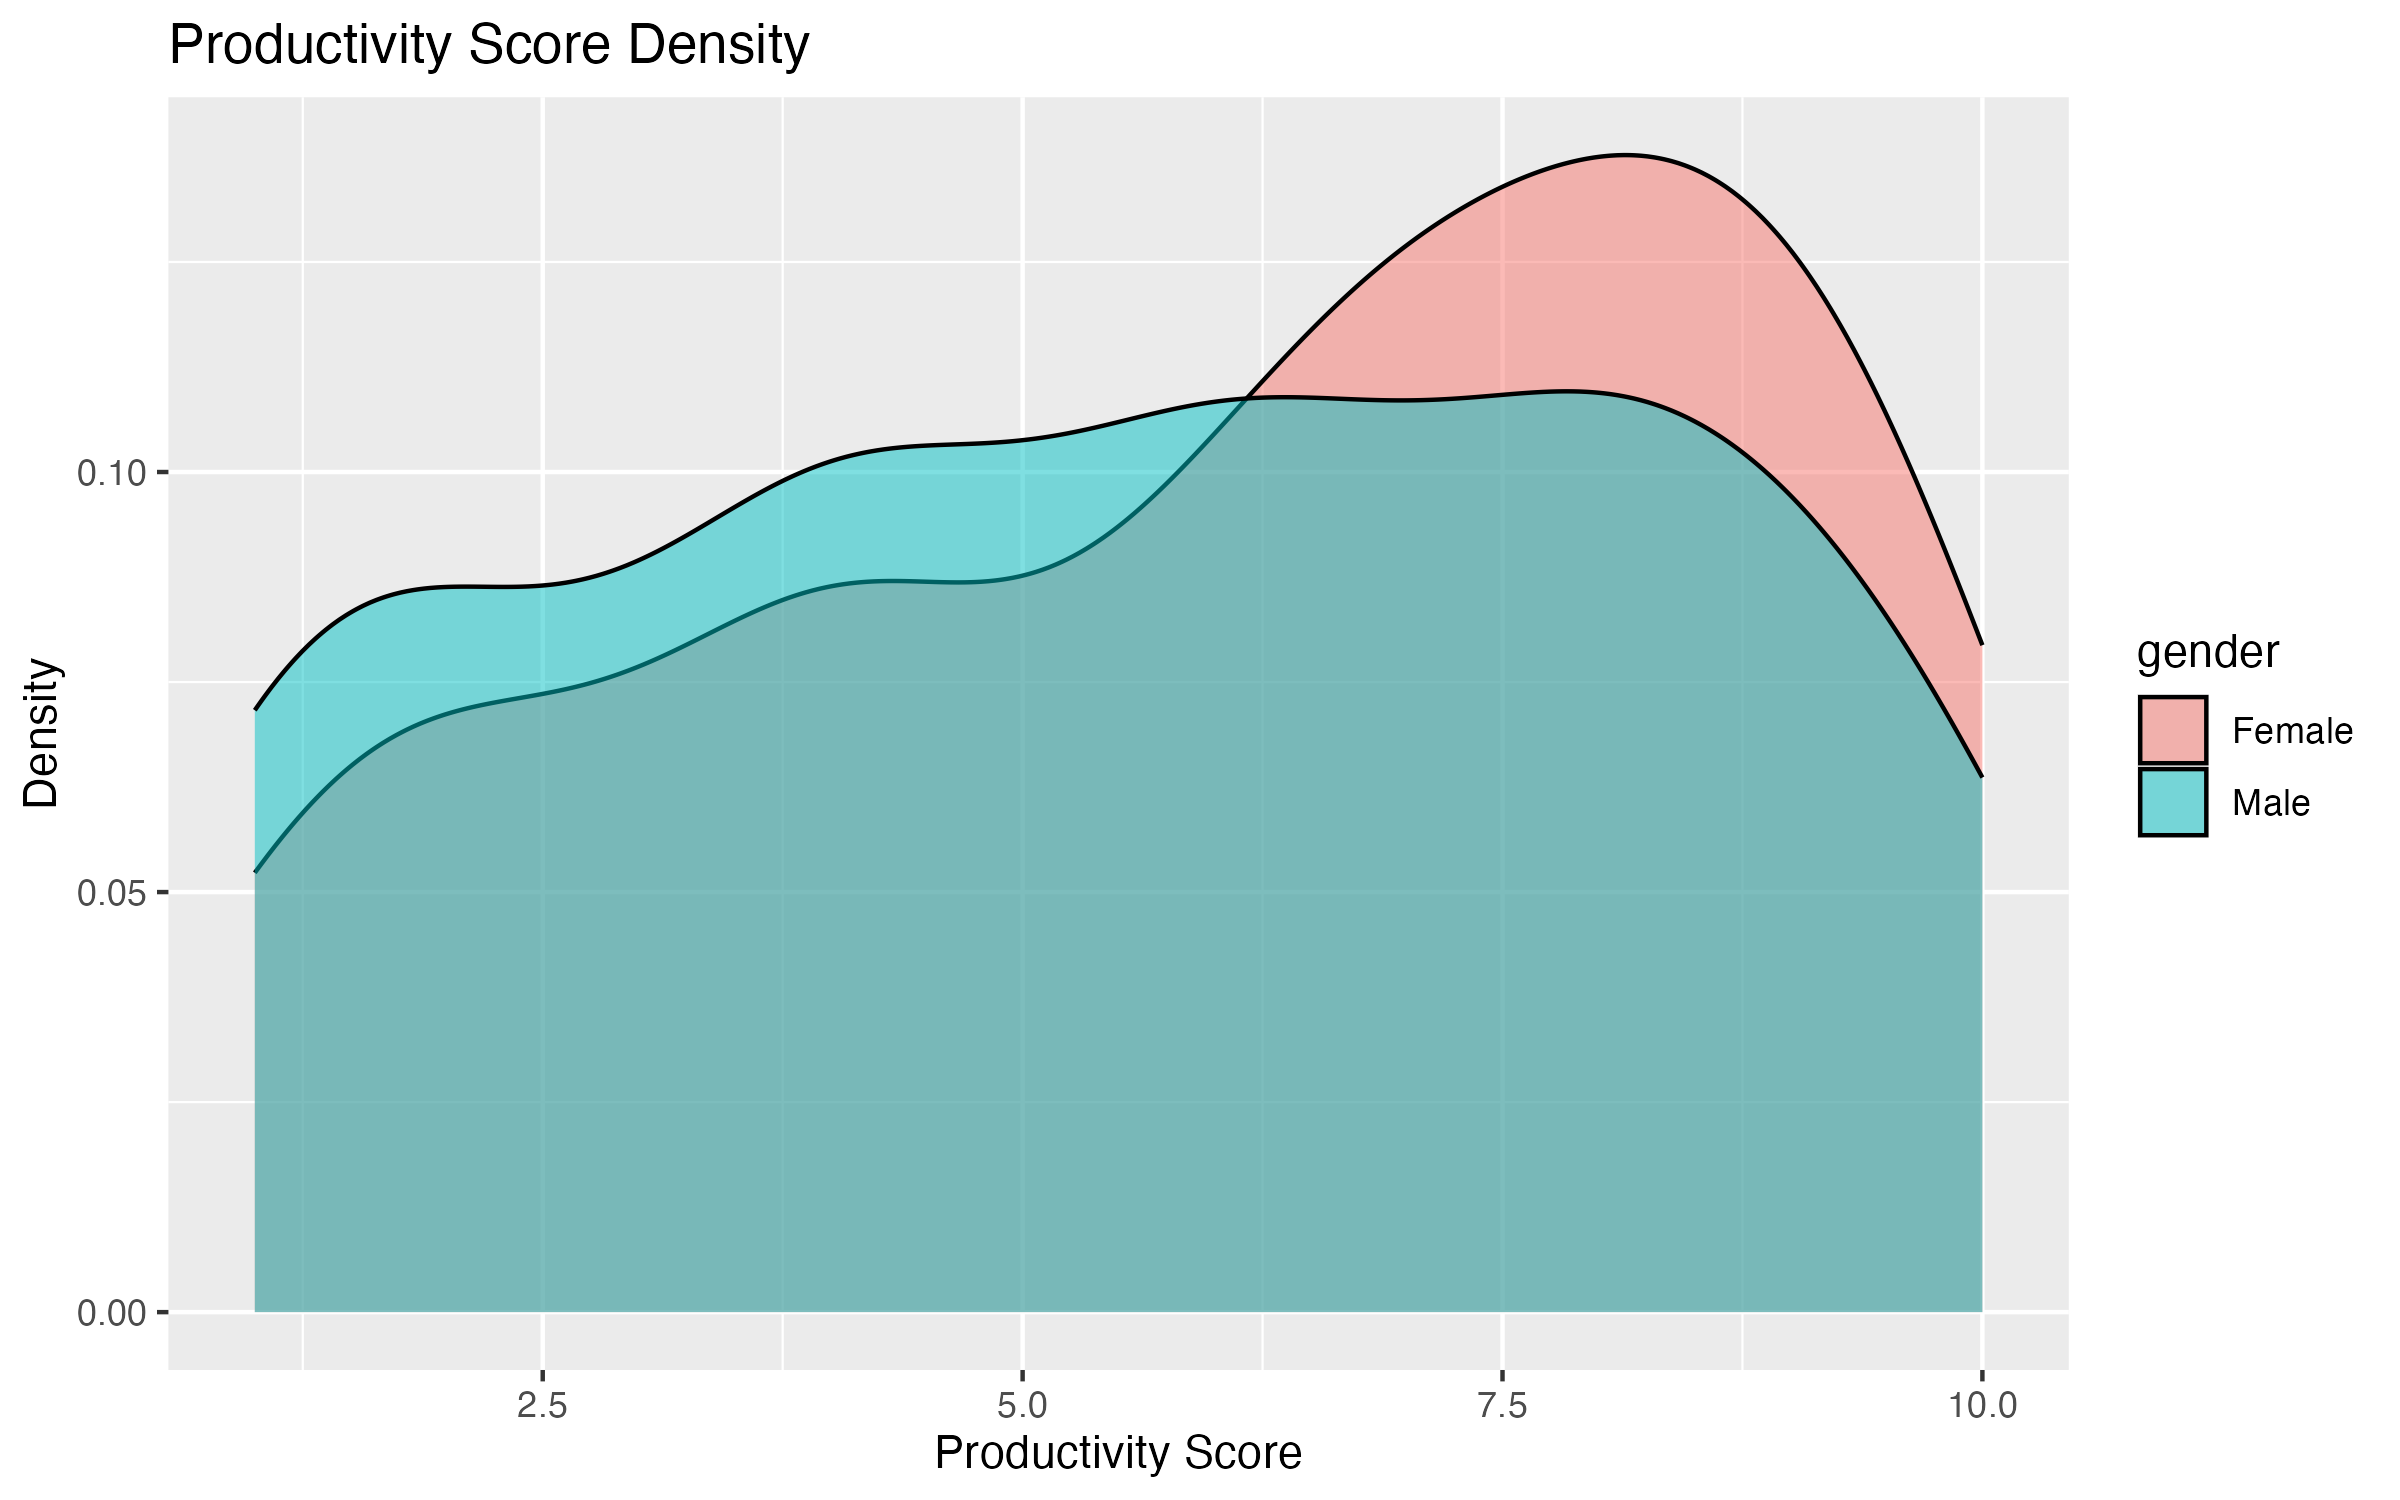 Productivity Score Density
Density
0.10
0.05
0.00
2.5 5.0 7.5 10.0
Productivity Score
gender
Female
Male